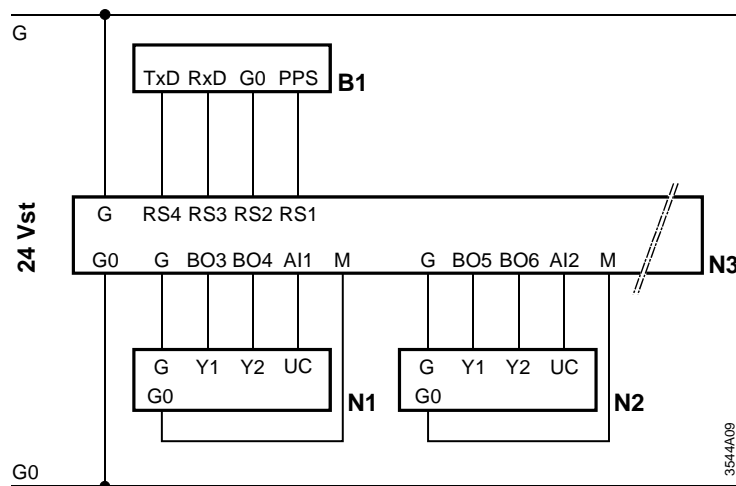 G
TxD RxD G0 PPS
B1
24 Vst
G RS4 RS3 RS2 RS1
G0 G BO3 BO4 AI1 M G BO5 BO6 AI2 M
N3
G Y1 Y2 UC
G0
N1
G Y1 Y2 UC
G0
N2
G0
3544A09